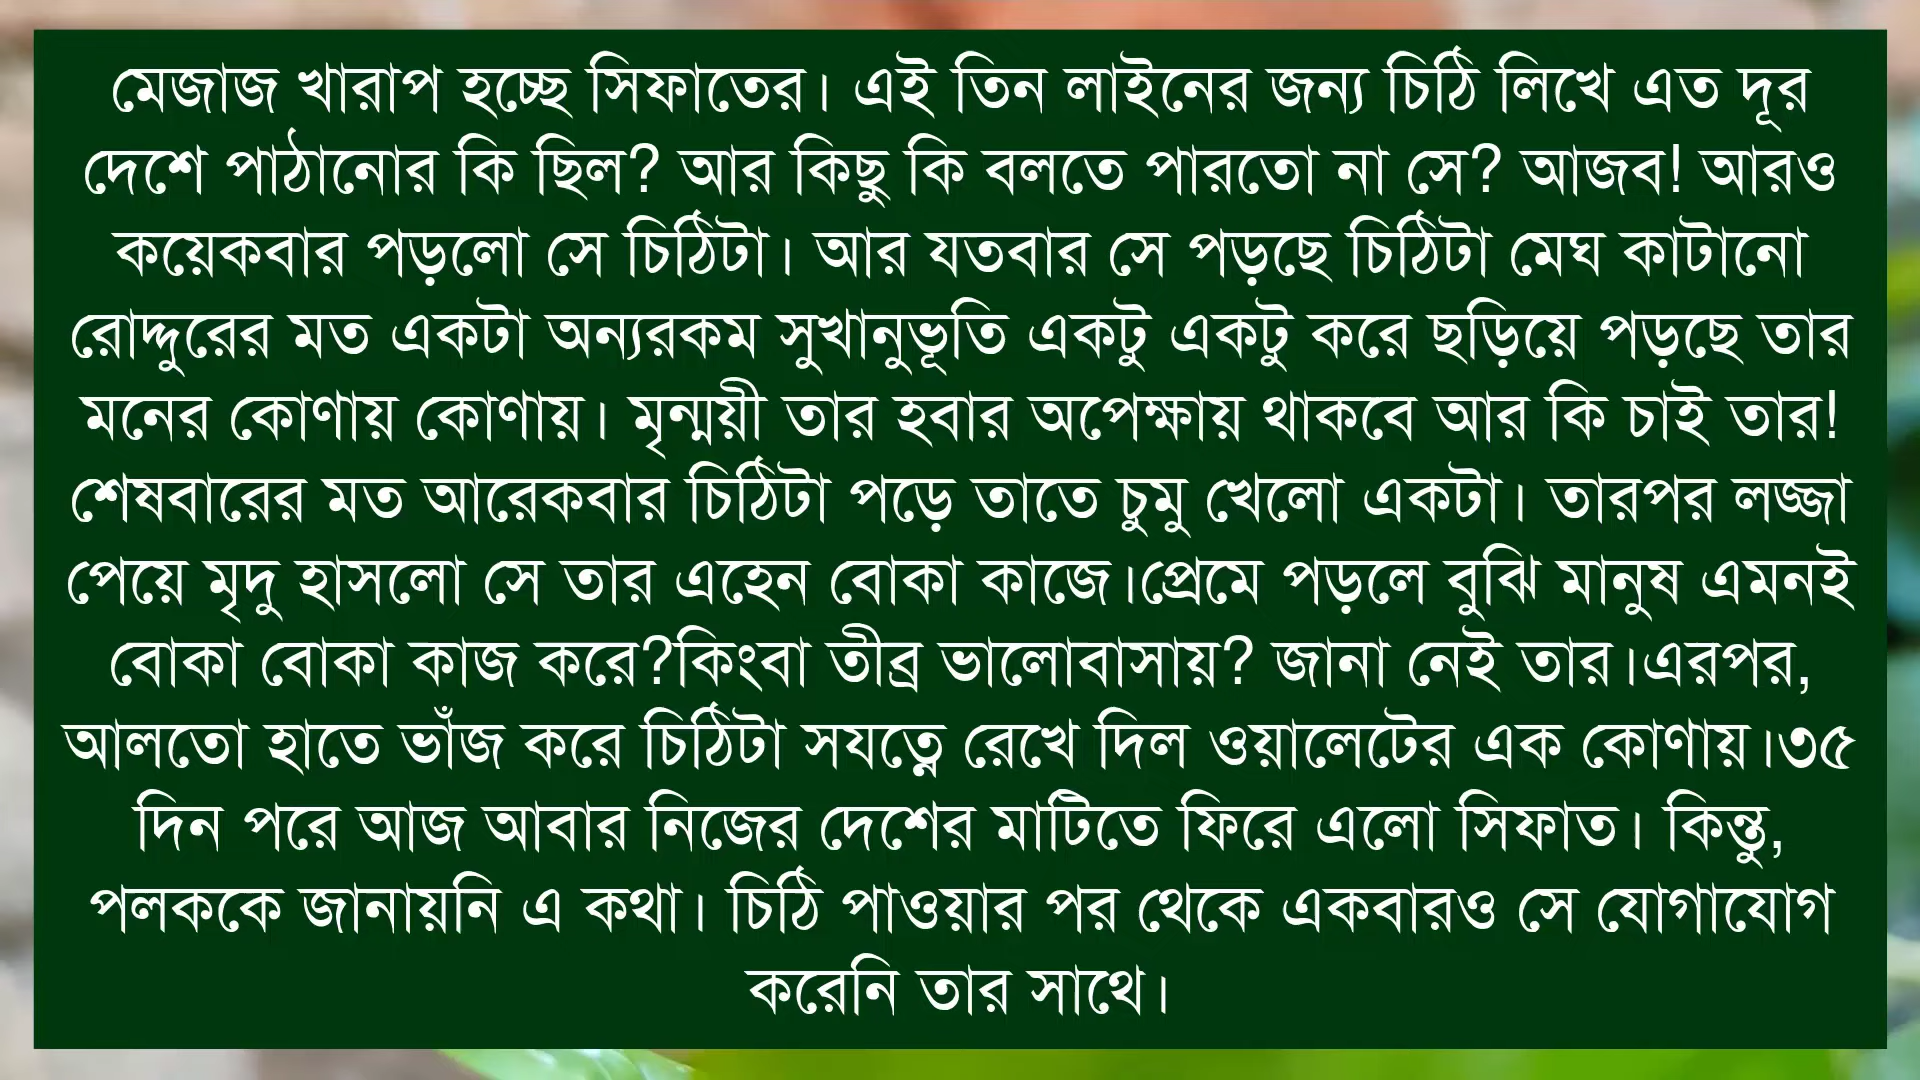 মেজাজ খারাপ হচ্ছে সিফাতের। এই তিন লাইনের জন্য চিঠি লিখে এত দূর
দেশে পাঠানোর কি ছিল? আর কিছু কি বলতে পারতো না সে? আজব! আরও
কয়েকবার পড়লো সে চিঠিটা। আর যতবার সে পড়ছে চিঠিটা মেঘ কাটানো
রোদ্দুরের মত একটা অন্যরকম সুখানুভূতি একটু একটু করে ছড়িয়ে পড়ছে তার
মনের কোণায় কোণায়। মৃন্ময়ী তার হবার অপেক্ষায় থাকবে আর কি চাই তার!
শেষবারের মত আরেকবার চিঠিটা পড়ে তাতে চুমু খেলো একটা। তারপর লজ্জা
পেয়ে মৃদু হাসলো সে তার এহেন বোকা কাজে।প্রেমে পড়লে বুঝি মানুষ এমনই
বোকা বোকা কাজ করে?কিংবা তীব্র ভালোবাসায়? জানা নেই তার।এরপর,
আলতো হাতে ভাঁজ করে চিঠিটা সযত্নে রেখে দিল ওয়ালেটের এক কোণায়।৩৫
দিন পরে আজ আবার নিজের দেশের মাটিতে ফিরে এলো সিফাত। কিন্তু,
পলককে জানায়নি এ কথা। চিঠি পাওয়ার পর থেকে একবারও সে যোগাযোগ
করেনি তার সাথে।